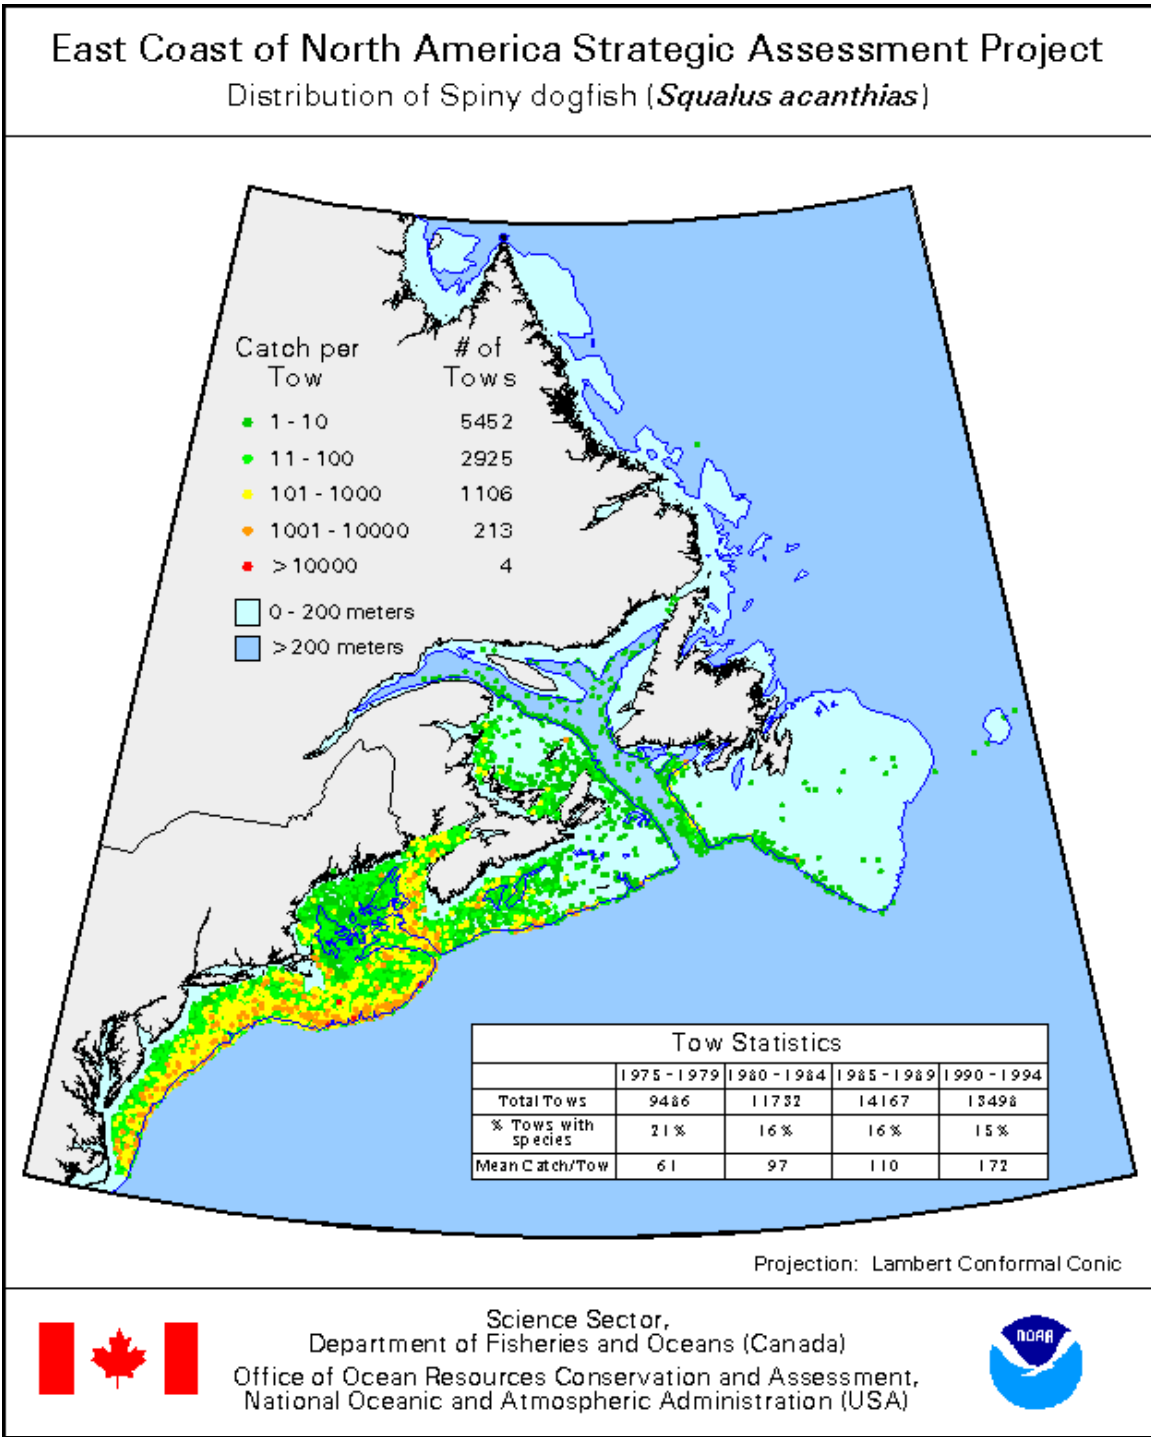 East Coast of North America Strategic Assessment Project
Distribution of Spiny dogfish (Squalus acanthias)
Catch per Tow # of Tows
1 - 10 5452
11 - 100 2925
101 - 1000 1106
1001 - 10000 213
> 10000 4
0 - 200 meters
> 200 meters
Tow Statistics
1975 - 1979 1980 - 1984 1985 - 1989 1990 - 1994
Total Tows 9486 11732 14167 13498
% Tows with species 21% 16% 16% 15%
Mean Catch/Tow 61 97 110 172
Projection: Lambert Conformal Conic
Science Sector,
Department of Fisheries and Oceans (Canada)
Office of Ocean Resources Conservation and Assessment,
National Oceanic and Atmospheric Administration (USA)
NOAA